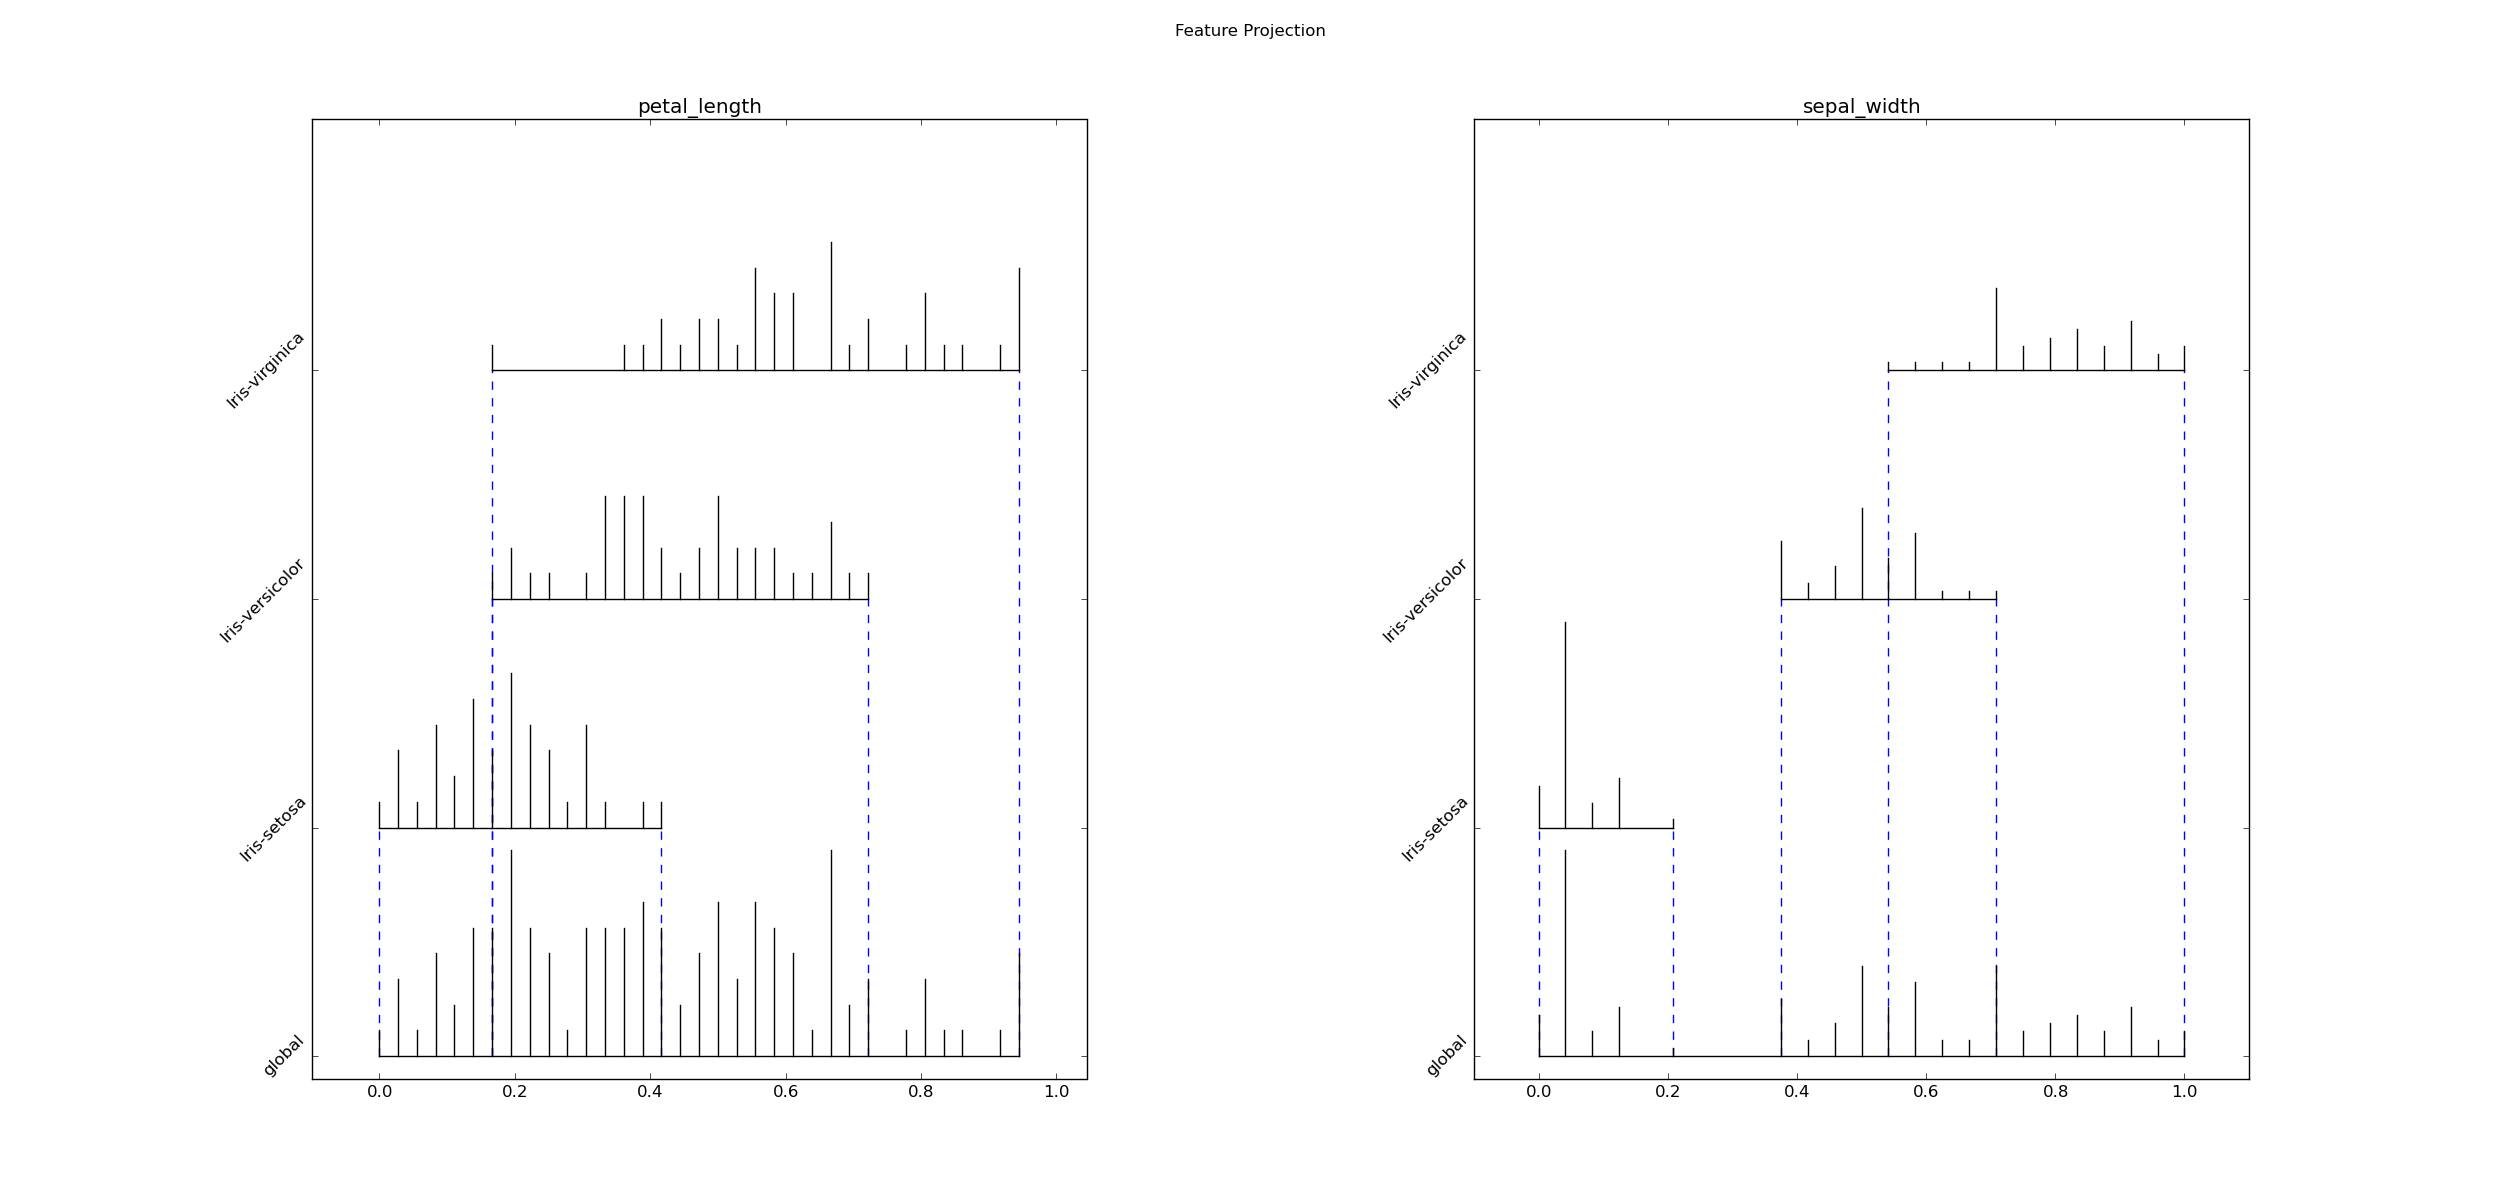 Feature Projection
petal_length
Iris-virginica
Iris-versicolor
Iris-setosa
global
0.0 0.2 0.4 0.6 0.8 1.0
sepal_width
Iris-virginica
Iris-versicolor
Iris-setosa
global
0.0 0.2 0.4 0.6 0.8 1.0